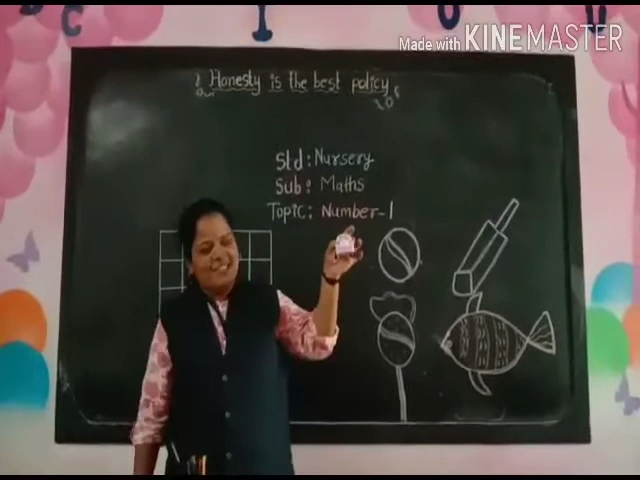 Made with KINEMASTER
Honesty is the best policy
Std: Nursery
Sub: Maths
Topic: Number-1